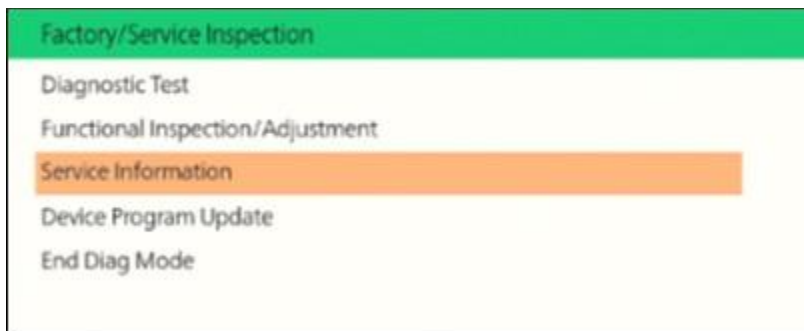 Factory/Service Inspection
Diagnostic Test
Functional Inspection/Adjustment
Service Information
Device Program Update
End Diag Mode